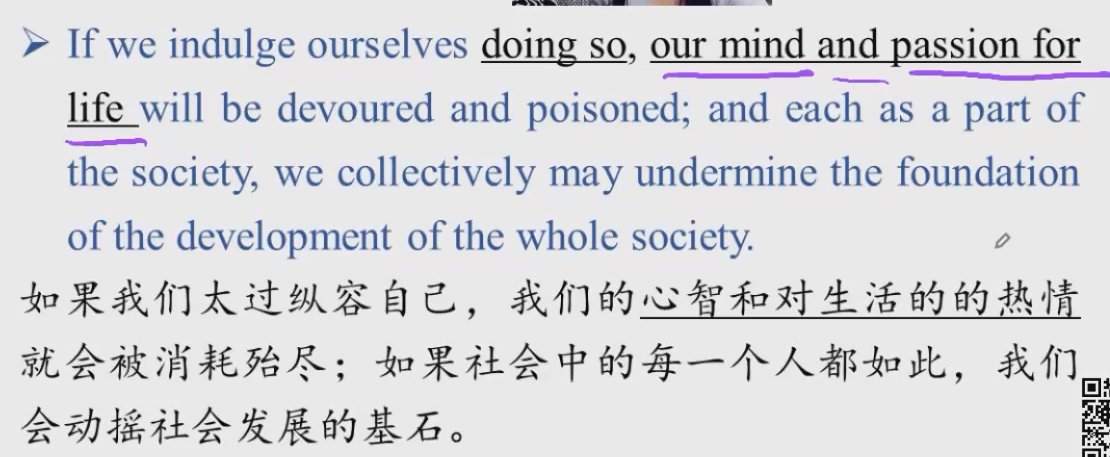 ➢ If we indulge ourselves doing so, our mind and passion for
life will be devoured and poisoned; and each as a part of
the society, we collectively may undermine the foundation
of the development of the whole society.
如果我们太过纵容自己，我们的心智和对生活的的热情
就会被消耗殆尽；如果社会中的每一个人都如此，我们
会动摇社会发展的基石。